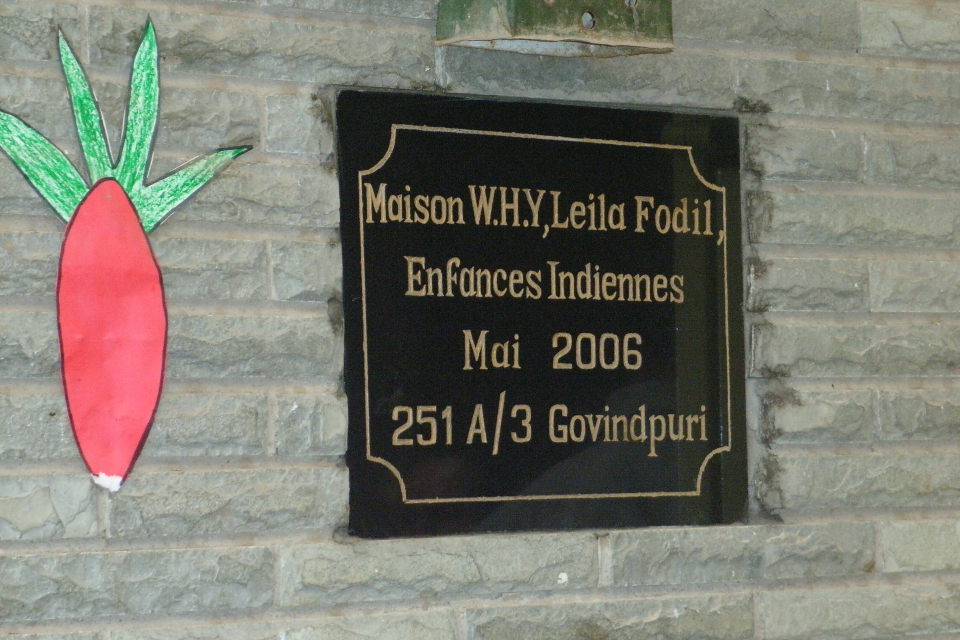 Maison W.H.Y,Leila Fodil,
Enfances Indiennes
Mai 2006
251 A/3 Govindpuri